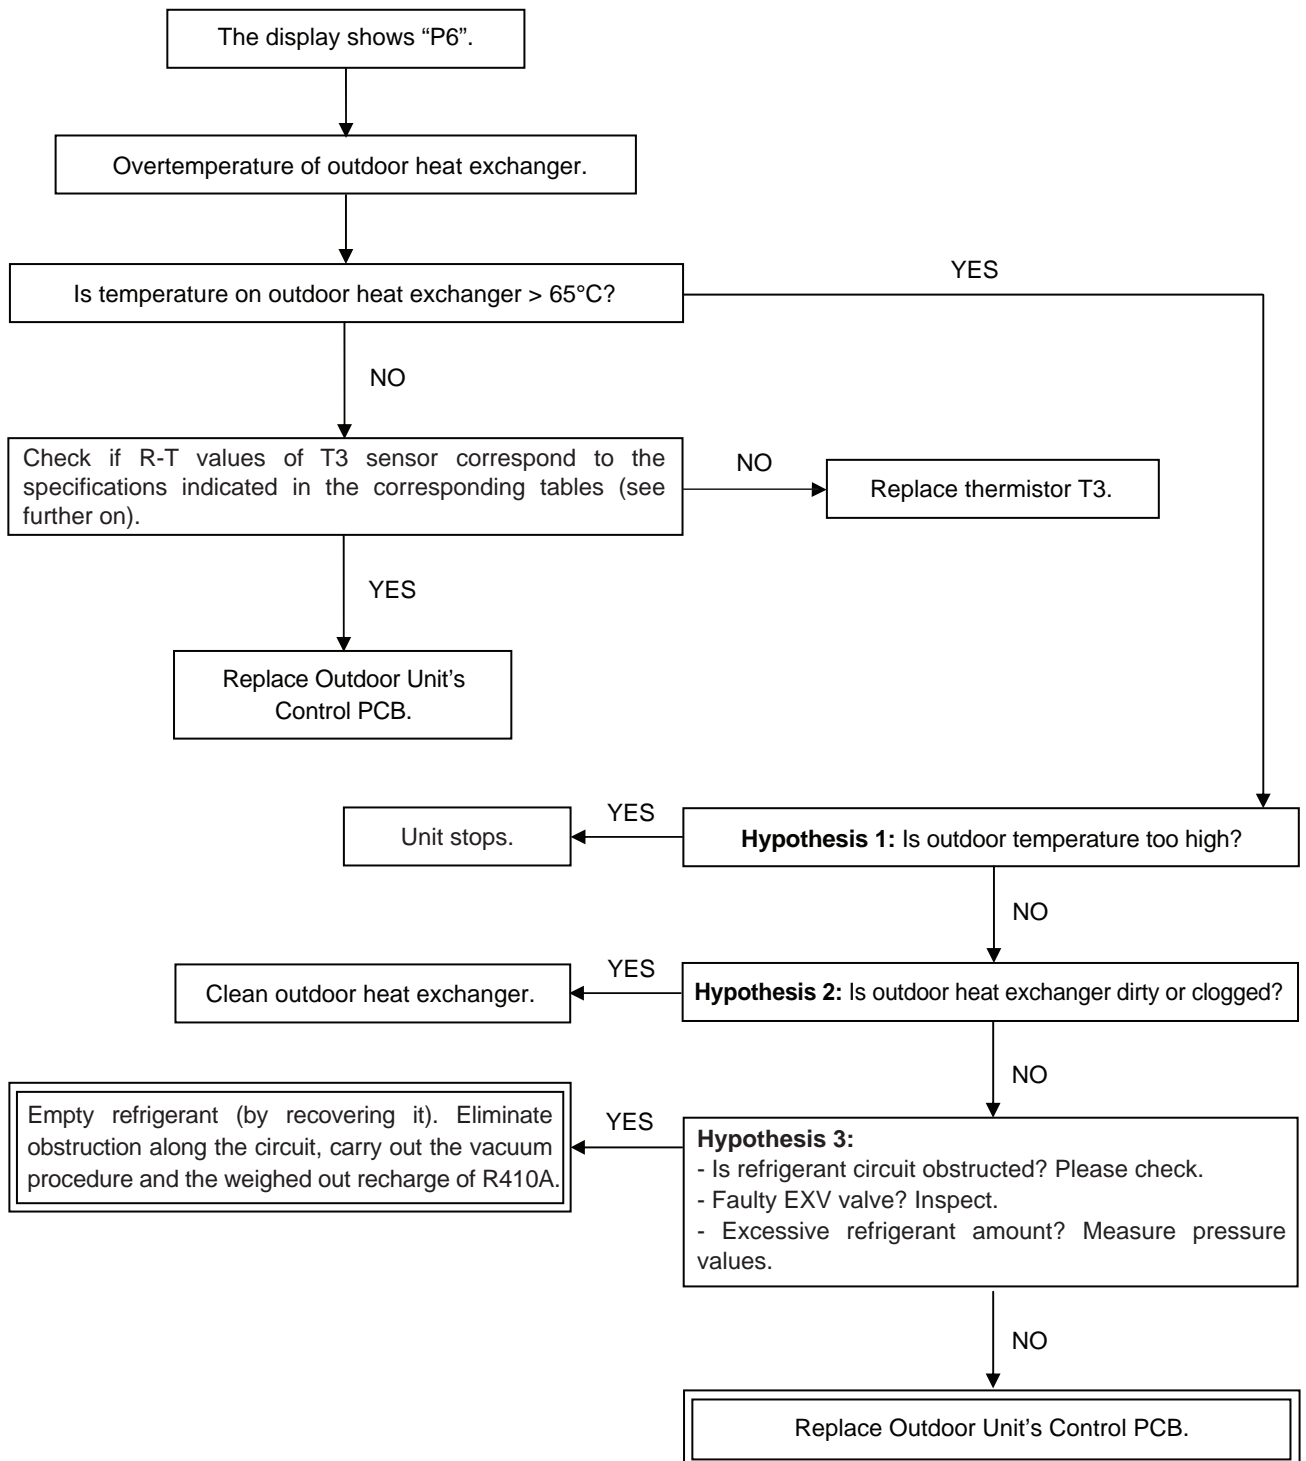 The display shows “P6”.
Overtemperature of outdoor heat exchanger.
Is temperature on outdoor heat exchanger > 65°C?
YES
NO
Check if R-T values of T3 sensor correspond to the
specifications indicated in the corresponding tables (see
further on).
NO
Replace thermistor T3.
YES
Replace Outdoor Unit’s
Control PCB.
Hypothesis 1: Is outdoor temperature too high?
YES
Unit stops.
NO
Hypothesis 2: Is outdoor heat exchanger dirty or clogged?
YES
Clean outdoor heat exchanger.
NO
Hypothesis 3:
- Is refrigerant circuit obstructed? Please check.
- Faulty EXV valve? Inspect.
- Excessive refrigerant amount? Measure pressure
values.
YES
Empty refrigerant (by recovering it). Eliminate
obstruction along the circuit, carry out the vacuum
procedure and the weighed out recharge of R410A.
NO
Replace Outdoor Unit’s Control PCB.